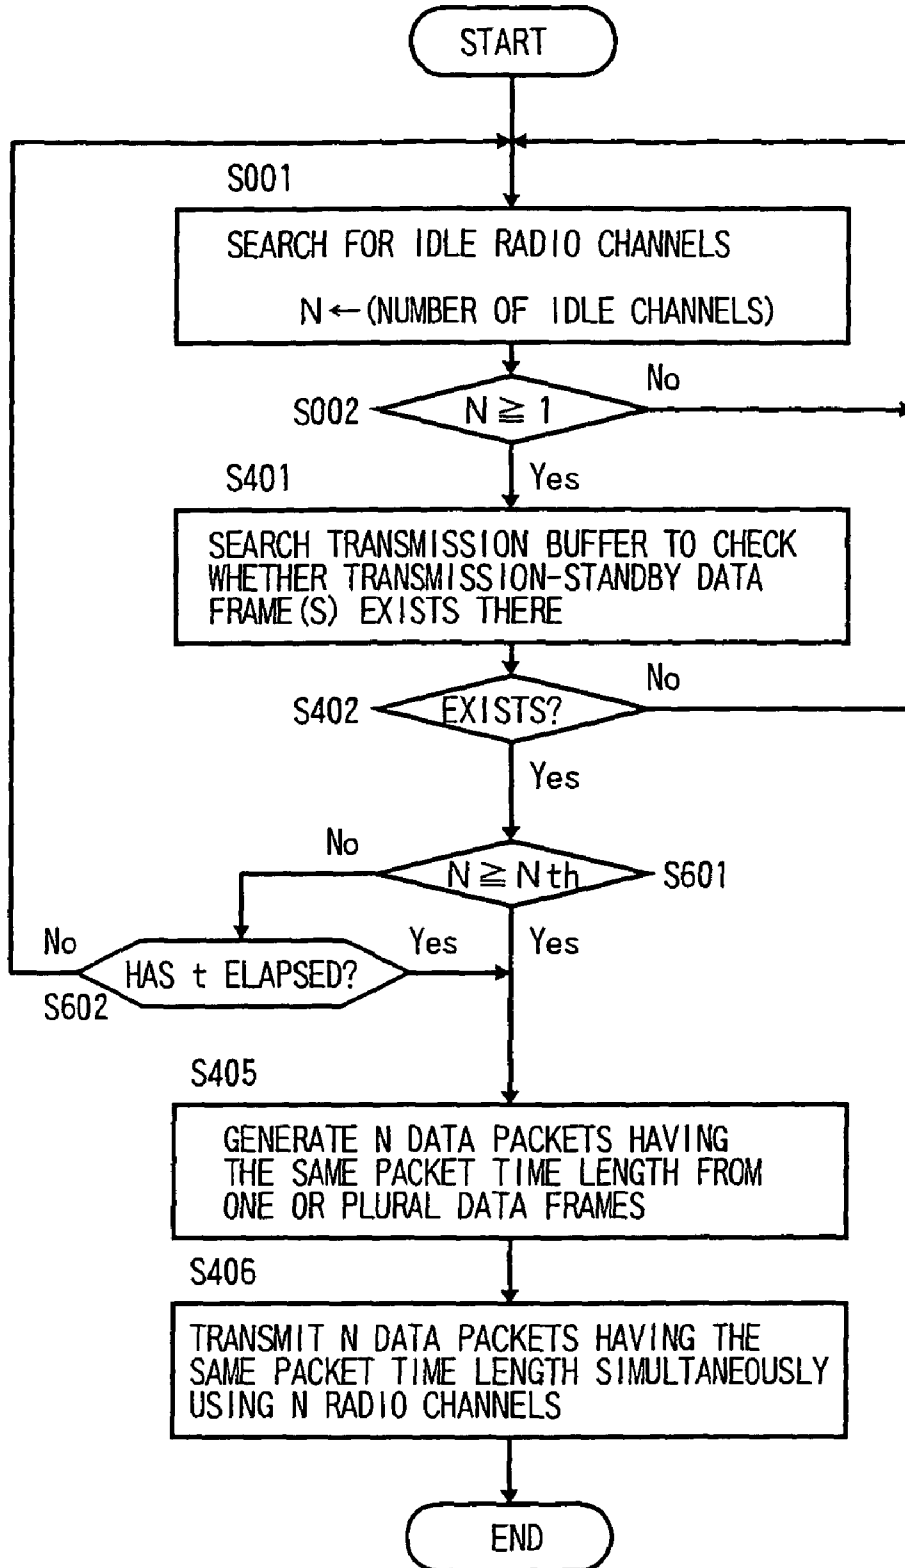 START
S001
SEARCH FOR IDLE RADIO CHANNELS
N←(NUMBER OF IDLE CHANNELS)
No
S002
N≧1
S401
Yes
SEARCH TRANSMISSION BUFFER TO CHECK
WHETHER TRANSMISSION-STANDBY DATA
FRAME(S) EXISTS THERE
No
S402
EXISTS?
Yes
No
N≧Nth
S601
No
Yes
Yes
HAS t ELAPSED?
S602
S405
GENERATE N DATA PACKETS HAVING
THE SAME PACKET TIME LENGTH FROM
ONE OR PLURAL DATA FRAMES
S406
TRANSMIT N DATA PACKETS HAVING THE
SAME PACKET TIME LENGTH SIMULTANEOUSLY
USING N RADIO CHANNELS
END